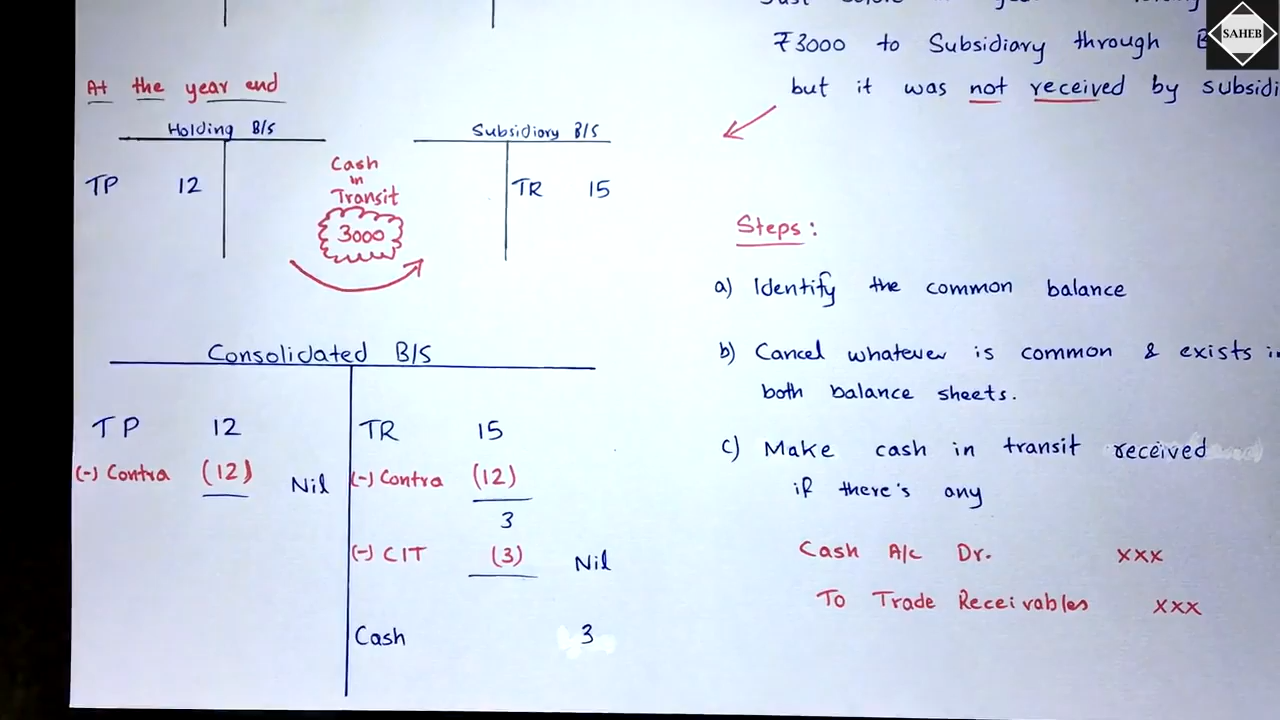 ₹3000 to Subsidiary through
but it was not received by subsidi
SAHEB
At the year end
Holding B/S
TP 12
Cash
in
Transit
3000
Subsidiary B/S
TR 15
Consolidated B/S
TP 12
(-) Contra (12) Nil
TR 15
(-) Contra (12)
3
(-) CIT (3) Nil
Cash 3
Steps:
a) Identify the common balance
b) Cancel whatever is common & exists in
both balance sheets.
c) Make cash in transit received
if there's any
Cash A/c Dr. xxx
To Trade Receivables xxx